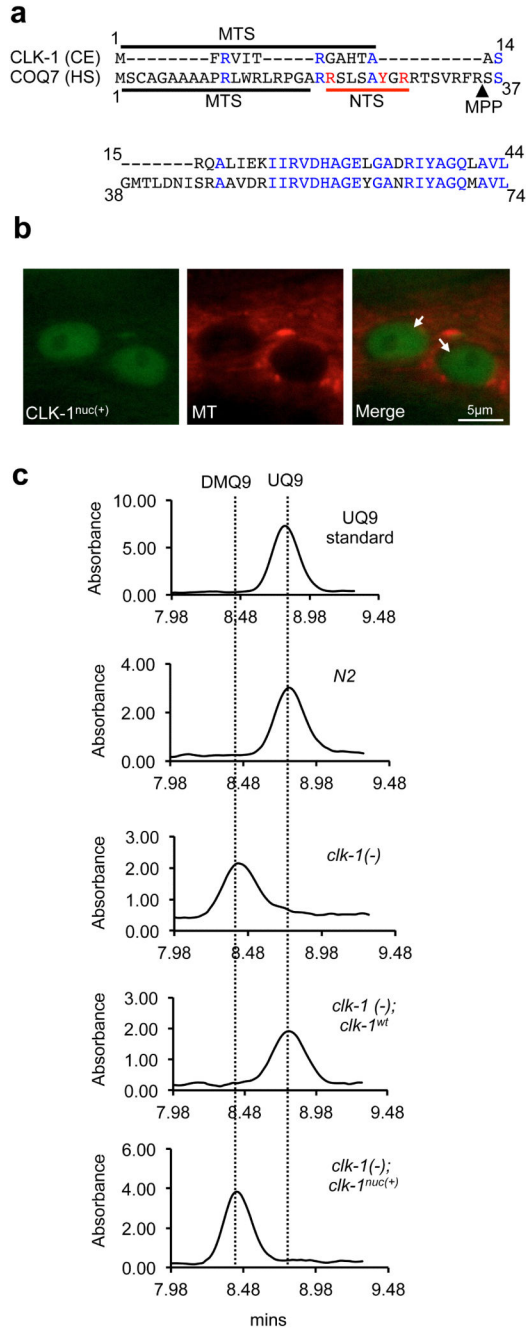 a
1 MTS 14
CLK-1 (CE) M--------FRVIT-----RGAHTA----------AS
COQ7 (HS) MSCAGAAAAPRLWRLRPGARRSLSAYGRRTSVRFRSS
1 MTS NTS MPP 37
15 -------RQALIEKIIRVDHAGELGADRIYAGQLAVL 44
38 GMTLDNISRAAVDRIIRVDHAGEYGANRIYAGQMAVL 74
b
CLK-1nuc(+) MT Merge 5µm
c
DMQ9 UQ9
UQ9 standard
Absorbance
10.00
5.00
0.00
7.98 8.48 8.98 9.48
N2
Absorbance
4.00
2.00
0.00
7.98 8.48 8.98 9.48
clk-1(-)
Absorbance
3.00
2.00
1.00
0.00
7.98 8.48 8.98 9.48
clk-1 (-);
clk-1wt
Absorbance
3.00
2.00
1.00
0.00
7.98 8.48 8.98 9.48
clk-1(-);
clk-1nuc(+)
Absorbance
6.00
4.00
2.00
0.00
7.98 8.48 8.98 9.48
mins